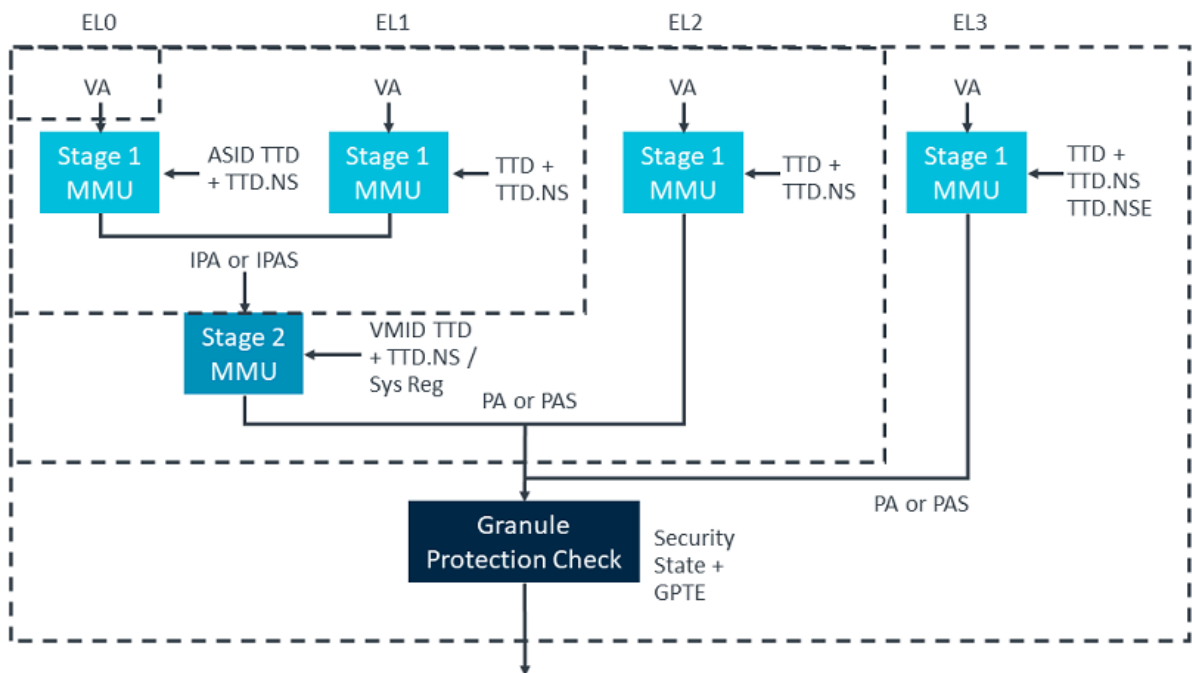 EL0
EL1
EL2
EL3
VA
VA
VA
VA
Stage 1
MMU
ASID TTD
+ TTD.NS
Stage 1
MMU
TTD +
TTD.NS
Stage 1
MMU
TTD +
TTD.NS
Stage 1
MMU
TTD +
TTD.NS
TTD.NSE
IPA or IPAS
Stage 2
MMU
VMID TTD
+ TTD.NS /
Sys Reg
PA or PAS
PA or PAS
Granule
Protection Check
Security
State +
GPTE